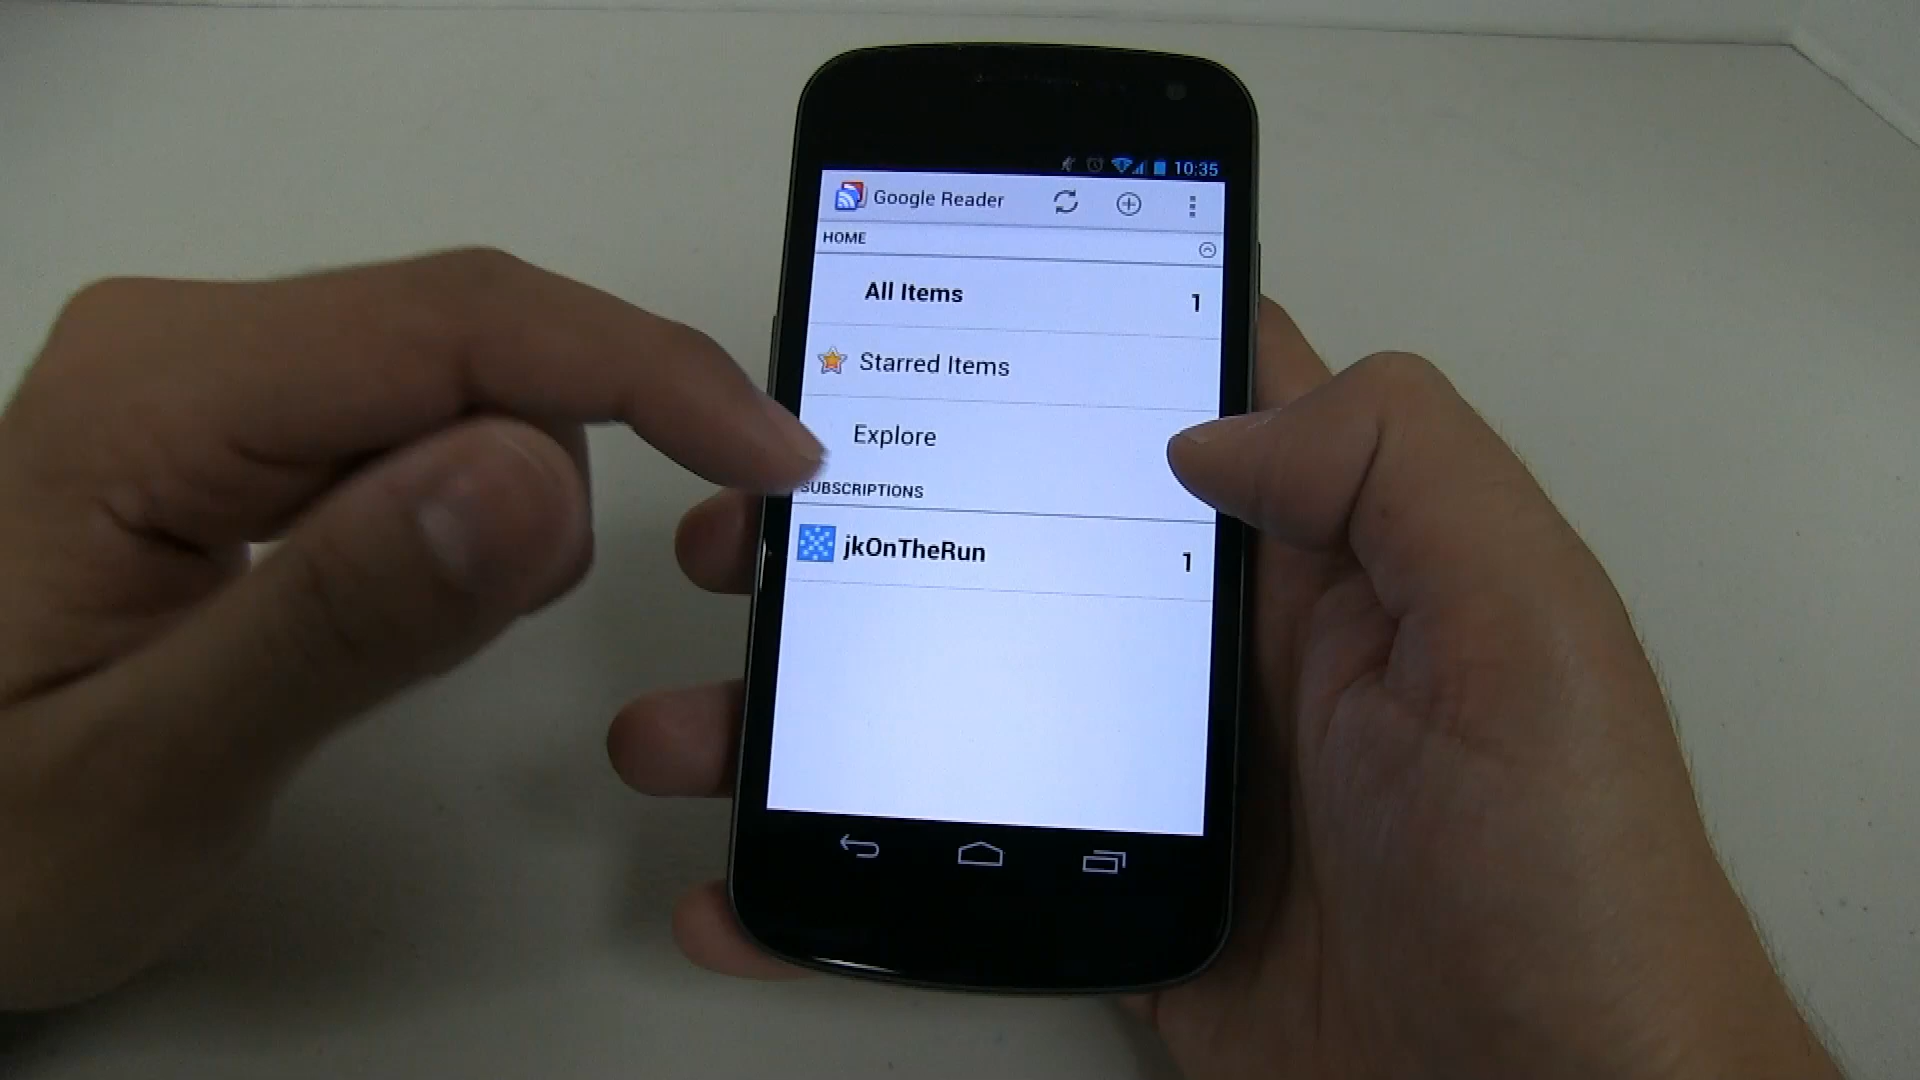 10:35
Google Reader
HOME
All Items 1
Starred Items
Explore
SUBSCRIPTIONS
jkOnTheRun 1